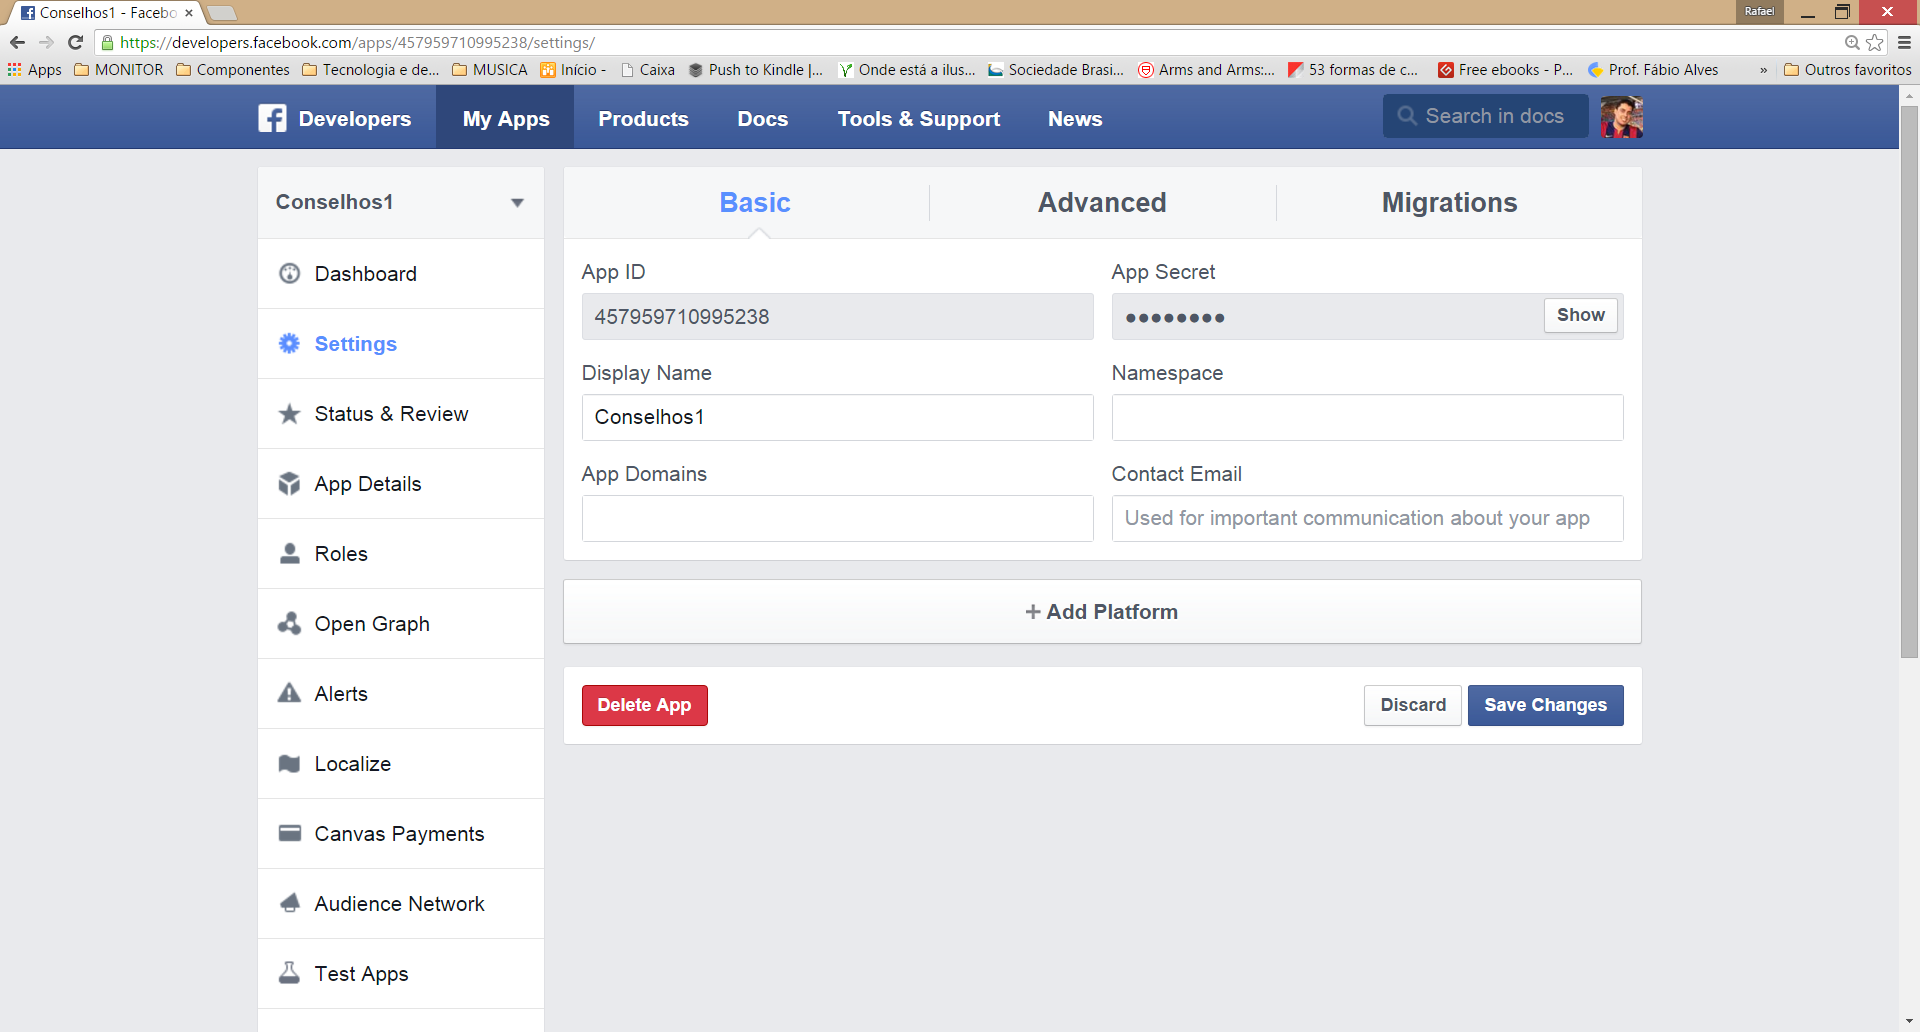 Conselhos1 - Facebo
Rafael
https://developers.facebook.com/apps/457959710995238/settings/
Apps MONITOR Componentes Tecnologia e de... MUSICA Início - Caixa Push to Kindle |... Onde está a ilus... Sociedade Brasi... Arms and Arms:... 53 formas de c... Free ebooks - P... Prof. Fábio Alves » Outros favoritos
Developers My Apps Products Docs Tools & Support News Search in docs
Conselhos1
Dashboard
Settings
Status & Review
App Details
Roles
Open Graph
Alerts
Localize
Canvas Payments
Audience Network
Test Apps
Basic Advanced Migrations
App ID App Secret
457959710995238 •••••••• Show
Display Name Namespace
Conselhos1
App Domains Contact Email
Used for important communication about your app
+ Add Platform
Delete App Discard Save Changes